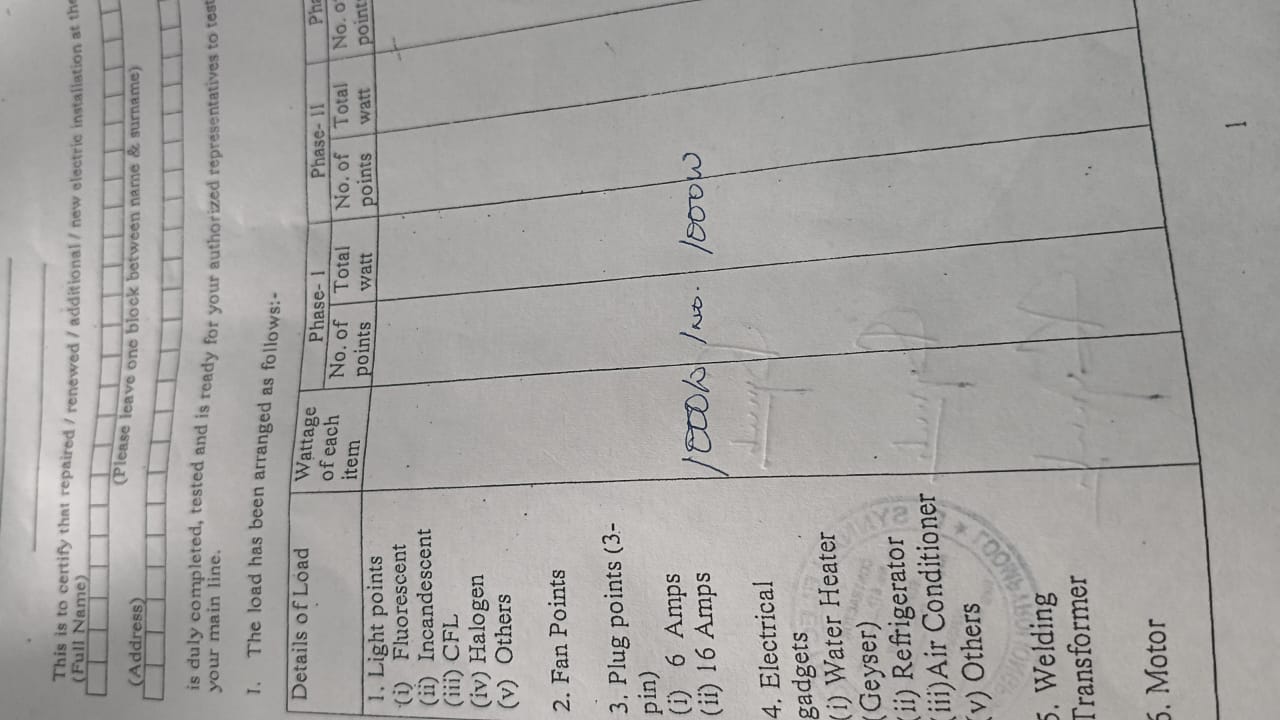 This is to certify that repaired / renewed / additional / new electric installation at the
(Full Name)
(Please leave one block between name & surname)
(Address)
is duly completed, tested and is ready for your authorized representatives to test
your main line.
1. The load has been arranged as follows:-
Details of Load Wattage of each item Phase- I Phase- II
No. of points Total watt No. of points Total watt No. of
1. Light points
(i) Fluorescent
(ii) Incandescent
(iii) CFL
(iv) Halogen
(v) Others
2. Fan Points
3. Plug points (3-
pin)
(i) 6 Amps 1000W 1no. 1000W
(ii) 16 Amps
4. Electrical
gadgets
(i) Water Heater
(Geyser)
(ii) Refrigerator
(iii) Air Conditioner
(v) Others
5. Welding
Transformer
6. Motor
1